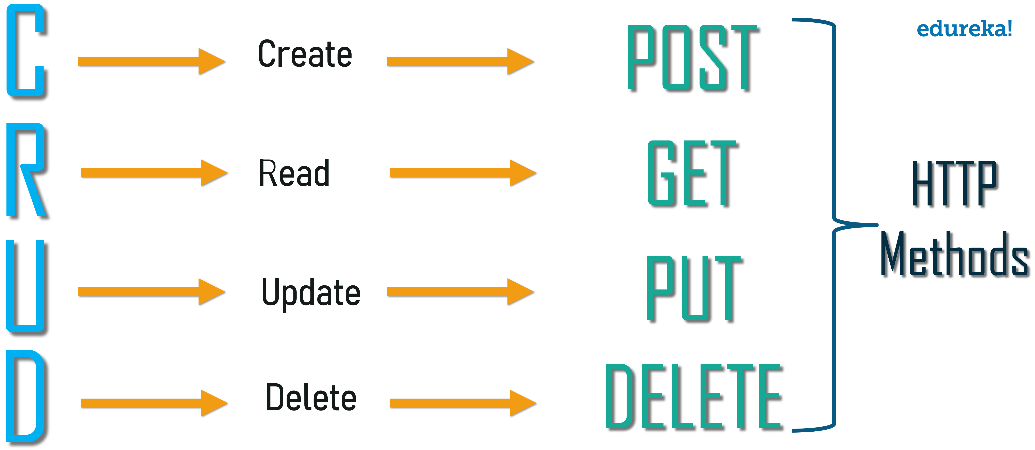 edureka!
C Create POST
R Read GET
U Update PUT
D Delete DELETE
HTTP
Methods